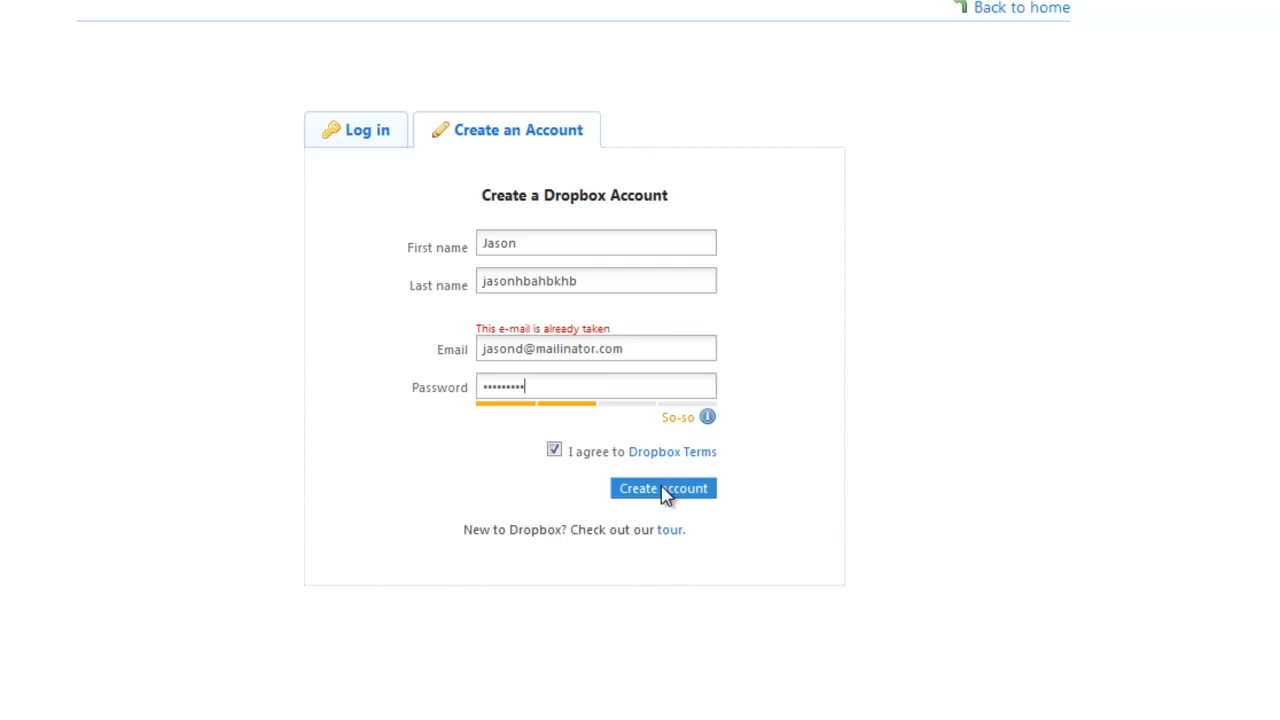 Back to home
Log in
Create an Account
Create a Dropbox Account
First name
Jason
Last name
jasonhbahbkhb
This e-mail is already taken
Email
jasond@mailinator.com
Password
•••••••••
So-so
I agree to Dropbox Terms
Create account
New to Dropbox? Check out our tour.